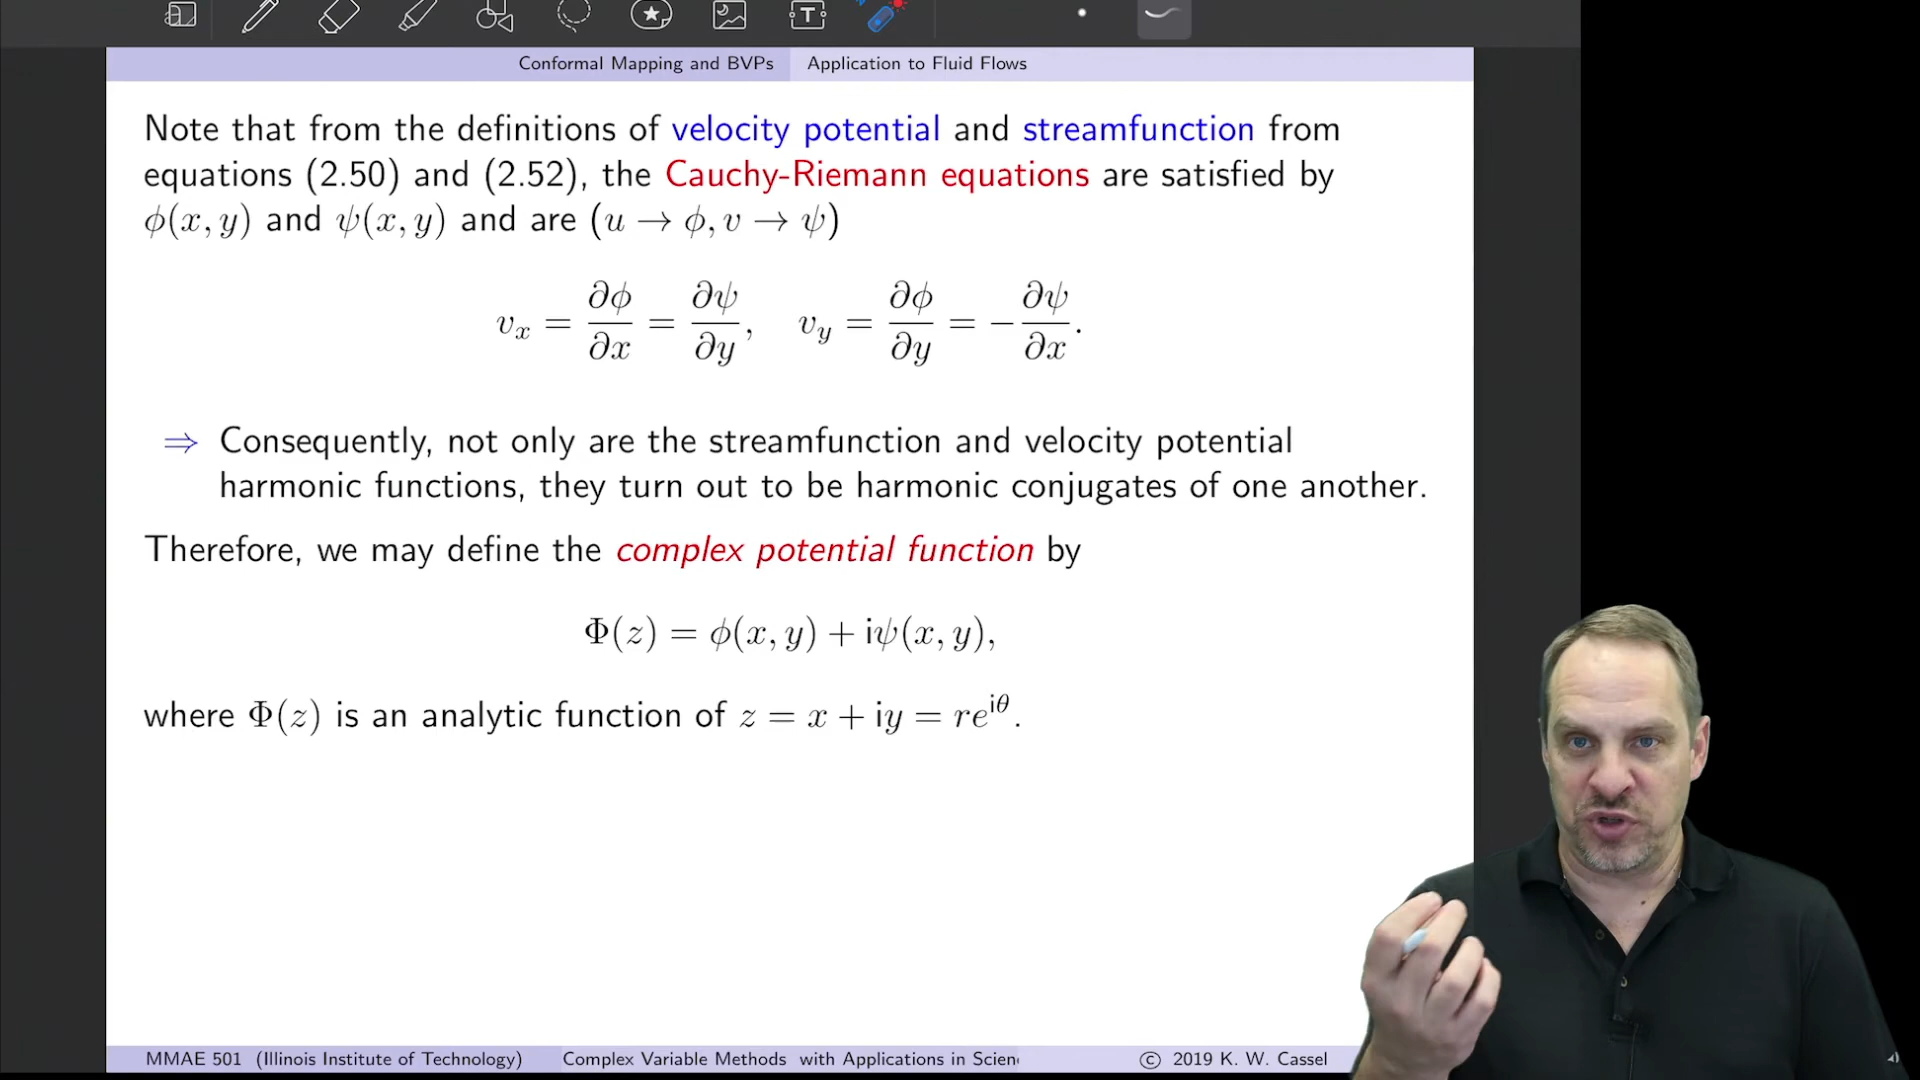 Conformal Mapping and BVPs Application to Fluid Flows
Note that from the definitions of velocity potential and streamfunction from
equations (2.50) and (2.52), the Cauchy-Riemann equations are satisfied by
ϕ(x, y) and ψ(x, y) and are (u → ϕ, v → ψ)
v_x = ∂ϕ/∂x = ∂ψ/∂y, v_y = ∂ϕ/∂y = −∂ψ/∂x.
⇒ Consequently, not only are the streamfunction and velocity potential
harmonic functions, they turn out to be harmonic conjugates of one another.
Therefore, we may define the complex potential function by
Φ(z) = ϕ(x, y) + iψ(x, y),
where Φ(z) is an analytic function of z = x + iy = re^{iθ}.
MMAE 501 (Illinois Institute of Technology) Complex Variable Methods with Applications in Scien © 2019 K. W. Cassel